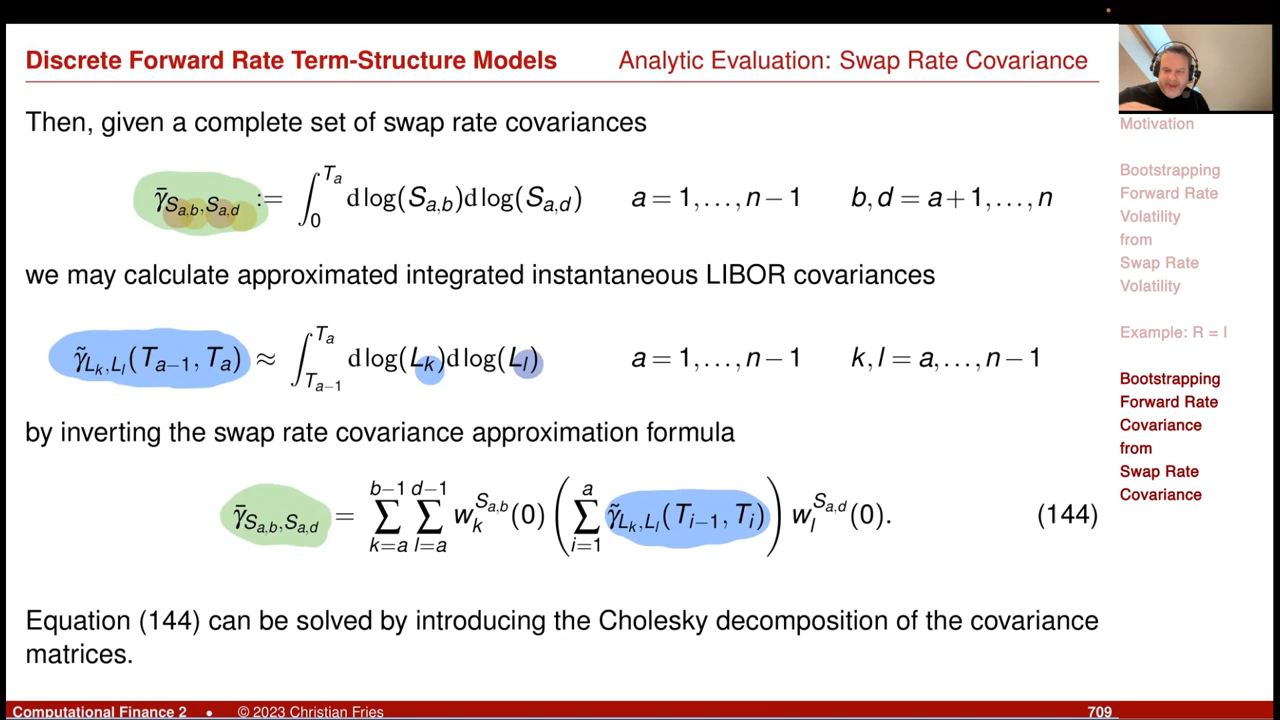 Discrete Forward Rate Term-Structure Models
Analytic Evaluation: Swap Rate Covariance
Then, given a complete set of swap rate covariances
γ̄_{S_{a,b},S_{a,d}} := ∫_0^{T_a} d log(S_{a,b}) d log(S_{a,d})    a = 1,…,n−1    b,d = a+1,…,n
we may calculate approximated integrated instantaneous LIBOR covariances
γ̃_{L_k,L_l}(T_{a−1}, T_a) ≈ ∫_{T_{a−1}}^{T_a} d log(L_k) d log(L_l)    a = 1,…,n−1    k,l = a,…,n−1
by inverting the swap rate covariance approximation formula
γ̄_{S_{a,b},S_{a,d}} = ∑_{k=a}^{b−1} ∑_{l=a}^{d−1} w_k^{S_{a,b}}(0) ( ∑_{i=1}^{a} γ̃_{L_k,L_l}(T_{i−1}, T_i) ) w_l^{S_{a,d}}(0).    (144)
Equation (144) can be solved by introducing the Cholesky decomposition of the covariance
matrices.
Motivation
Bootstrapping
Forward Rate
Volatility
from
Swap Rate
Volatility
Example: R = I
Bootstrapping
Forward Rate
Covariance
from
Swap Rate
Covariance
Computational Finance 2 • © 2023 Christian Fries
709